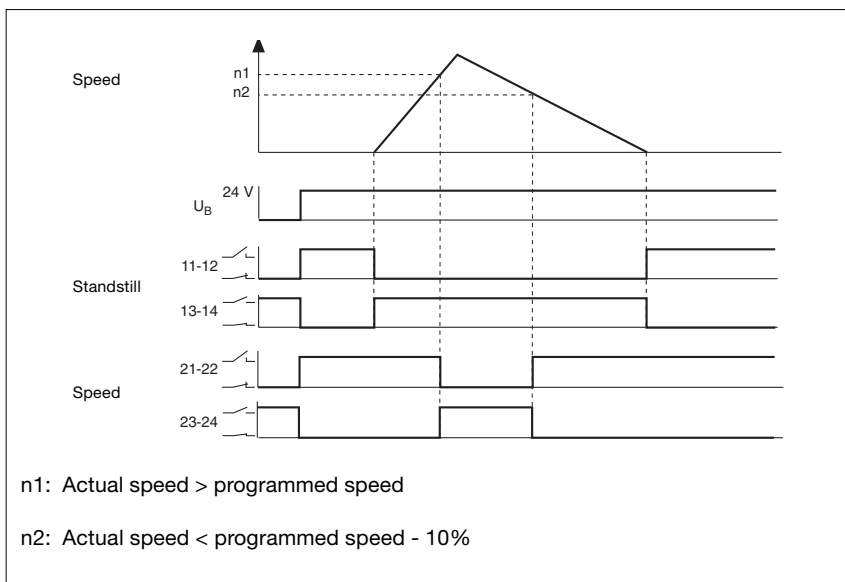 Speed
n1
n2
24 V
UB
11-12
Standstill
13-14
21-22
Speed
23-24
n1: Actual speed > programmed speed
n2: Actual speed < programmed speed - 10%